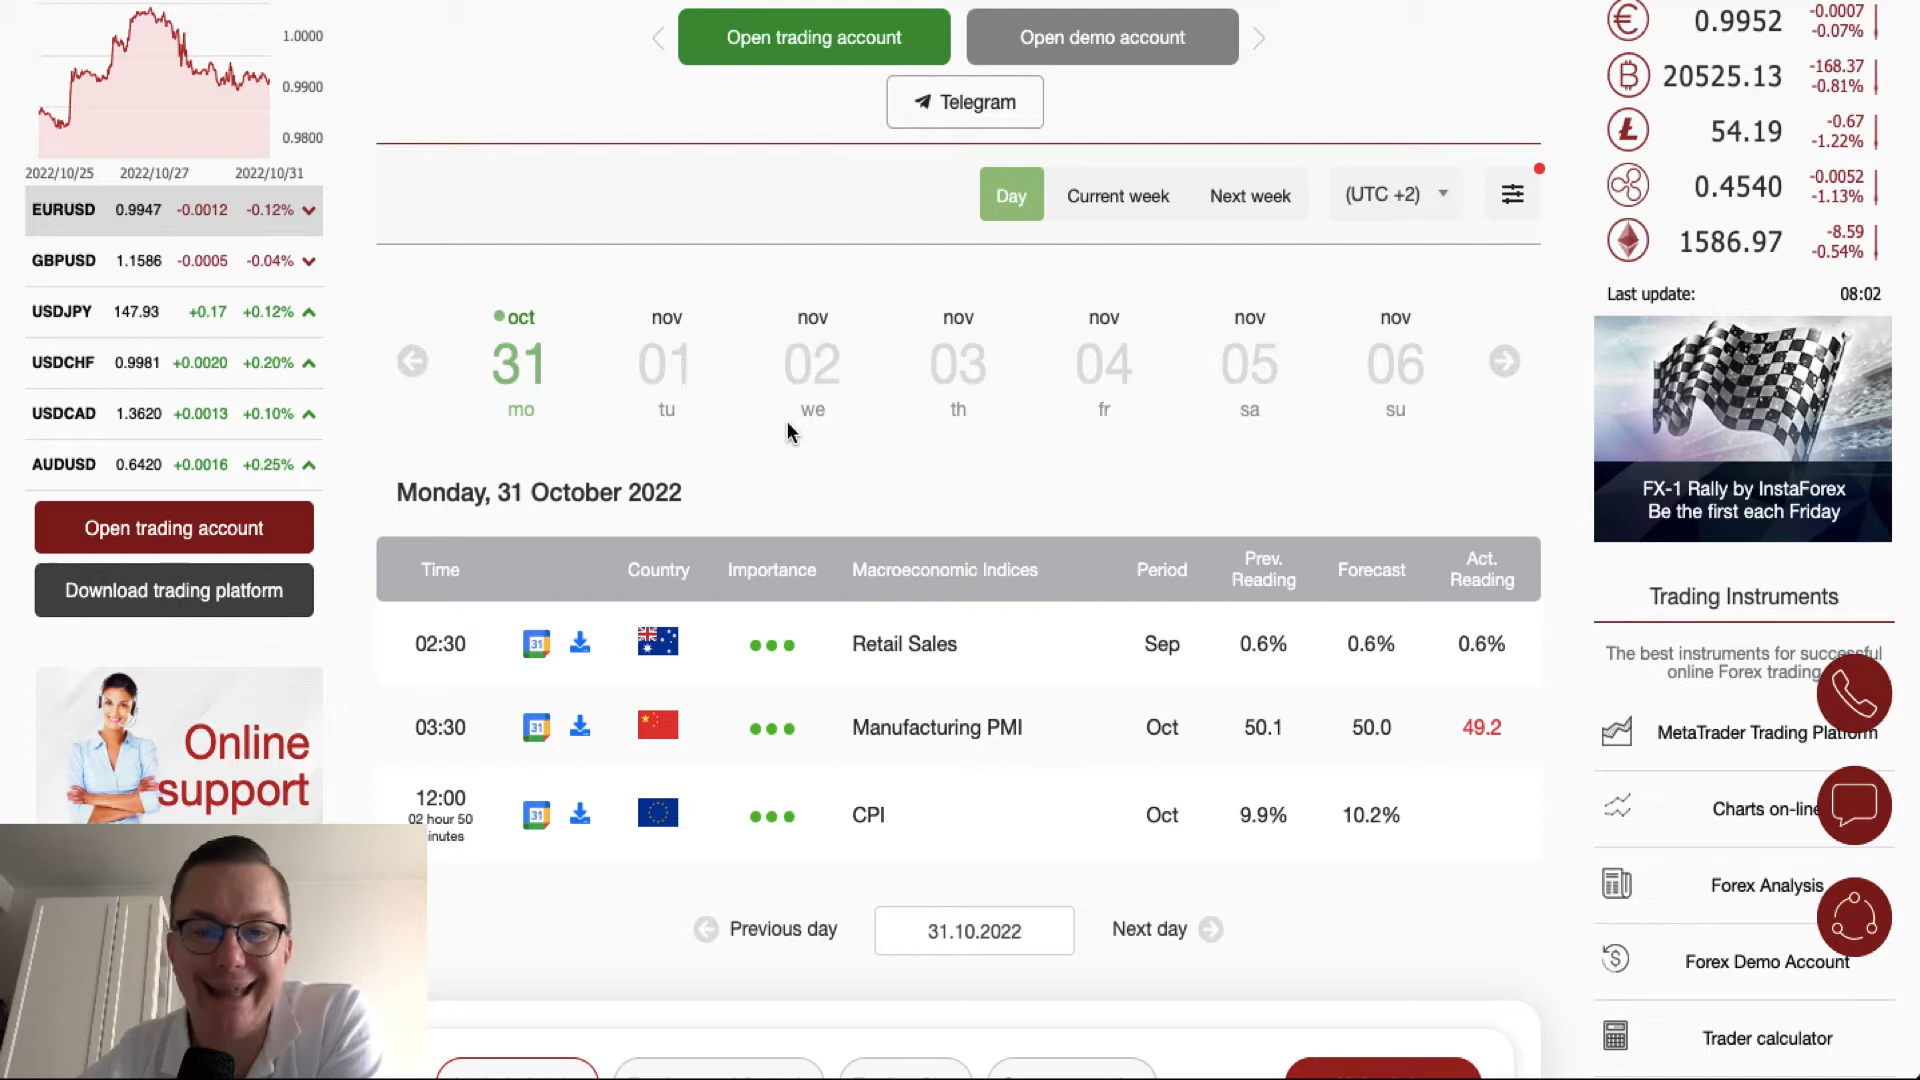 1.0000
0.9900
0.9800
2022/10/25 2022/10/27 2022/10/31
EURUSD 0.9947 -0.0012 -0.12%
GBPUSD 1.1586 -0.0005 -0.04%
USDJPY 147.93 +0.17 +0.12%
USDCHF 0.9981 +0.0020 +0.20%
USDCAD 1.3620 +0.0013 +0.10%
AUDUSD 0.6420 +0.0016 +0.25%
Open trading account
Download trading platform
Online
support
Open trading account Open demo account
Telegram
Day Current week Next week (UTC +2)
oct nov nov nov nov nov nov
31 01 02 03 04 05 06
mo tu we th fr sa su
Monday, 31 October 2022
Time Country Importance Macroeconomic Indices Period Prev. Reading Forecast Act. Reading
02:30 31 Retail Sales Sep 0.6% 0.6% 0.6%
03:30 31 Manufacturing PMI Oct 50.1 50.0 49.2
12:00 31 CPI Oct 9.9% 10.2%
02 hour 50
inutes
Previous day 31.10.2022 Next day
0.9952 -0.0007 -0.07%
20525.13 -168.37 -0.81%
54.19 -0.67 -1.22%
0.4540 -0.0052 -1.13%
1586.97 -8.59 -0.54%
Last update: 08:02
FX-1 Rally by InstaForex
Be the first each Friday
Trading Instruments
The best instruments for successful
online Forex trading
MetaTrader Trading Platform
Charts on-line
Forex Analysis
Forex Demo Account
Trader calculator